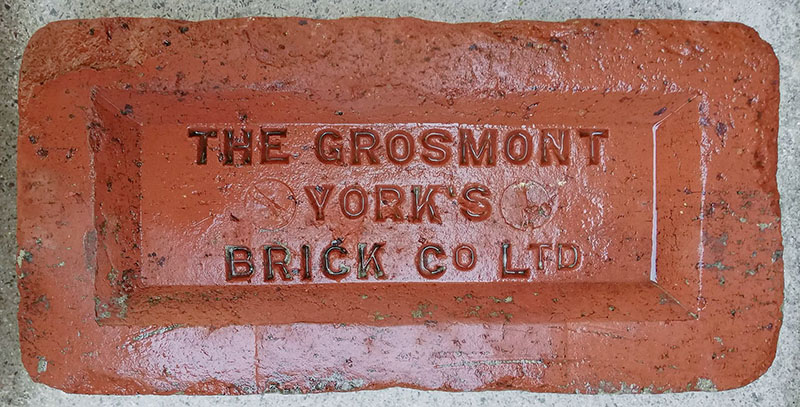 THE GROSMONT
YORK'S
BRICK CO LTD